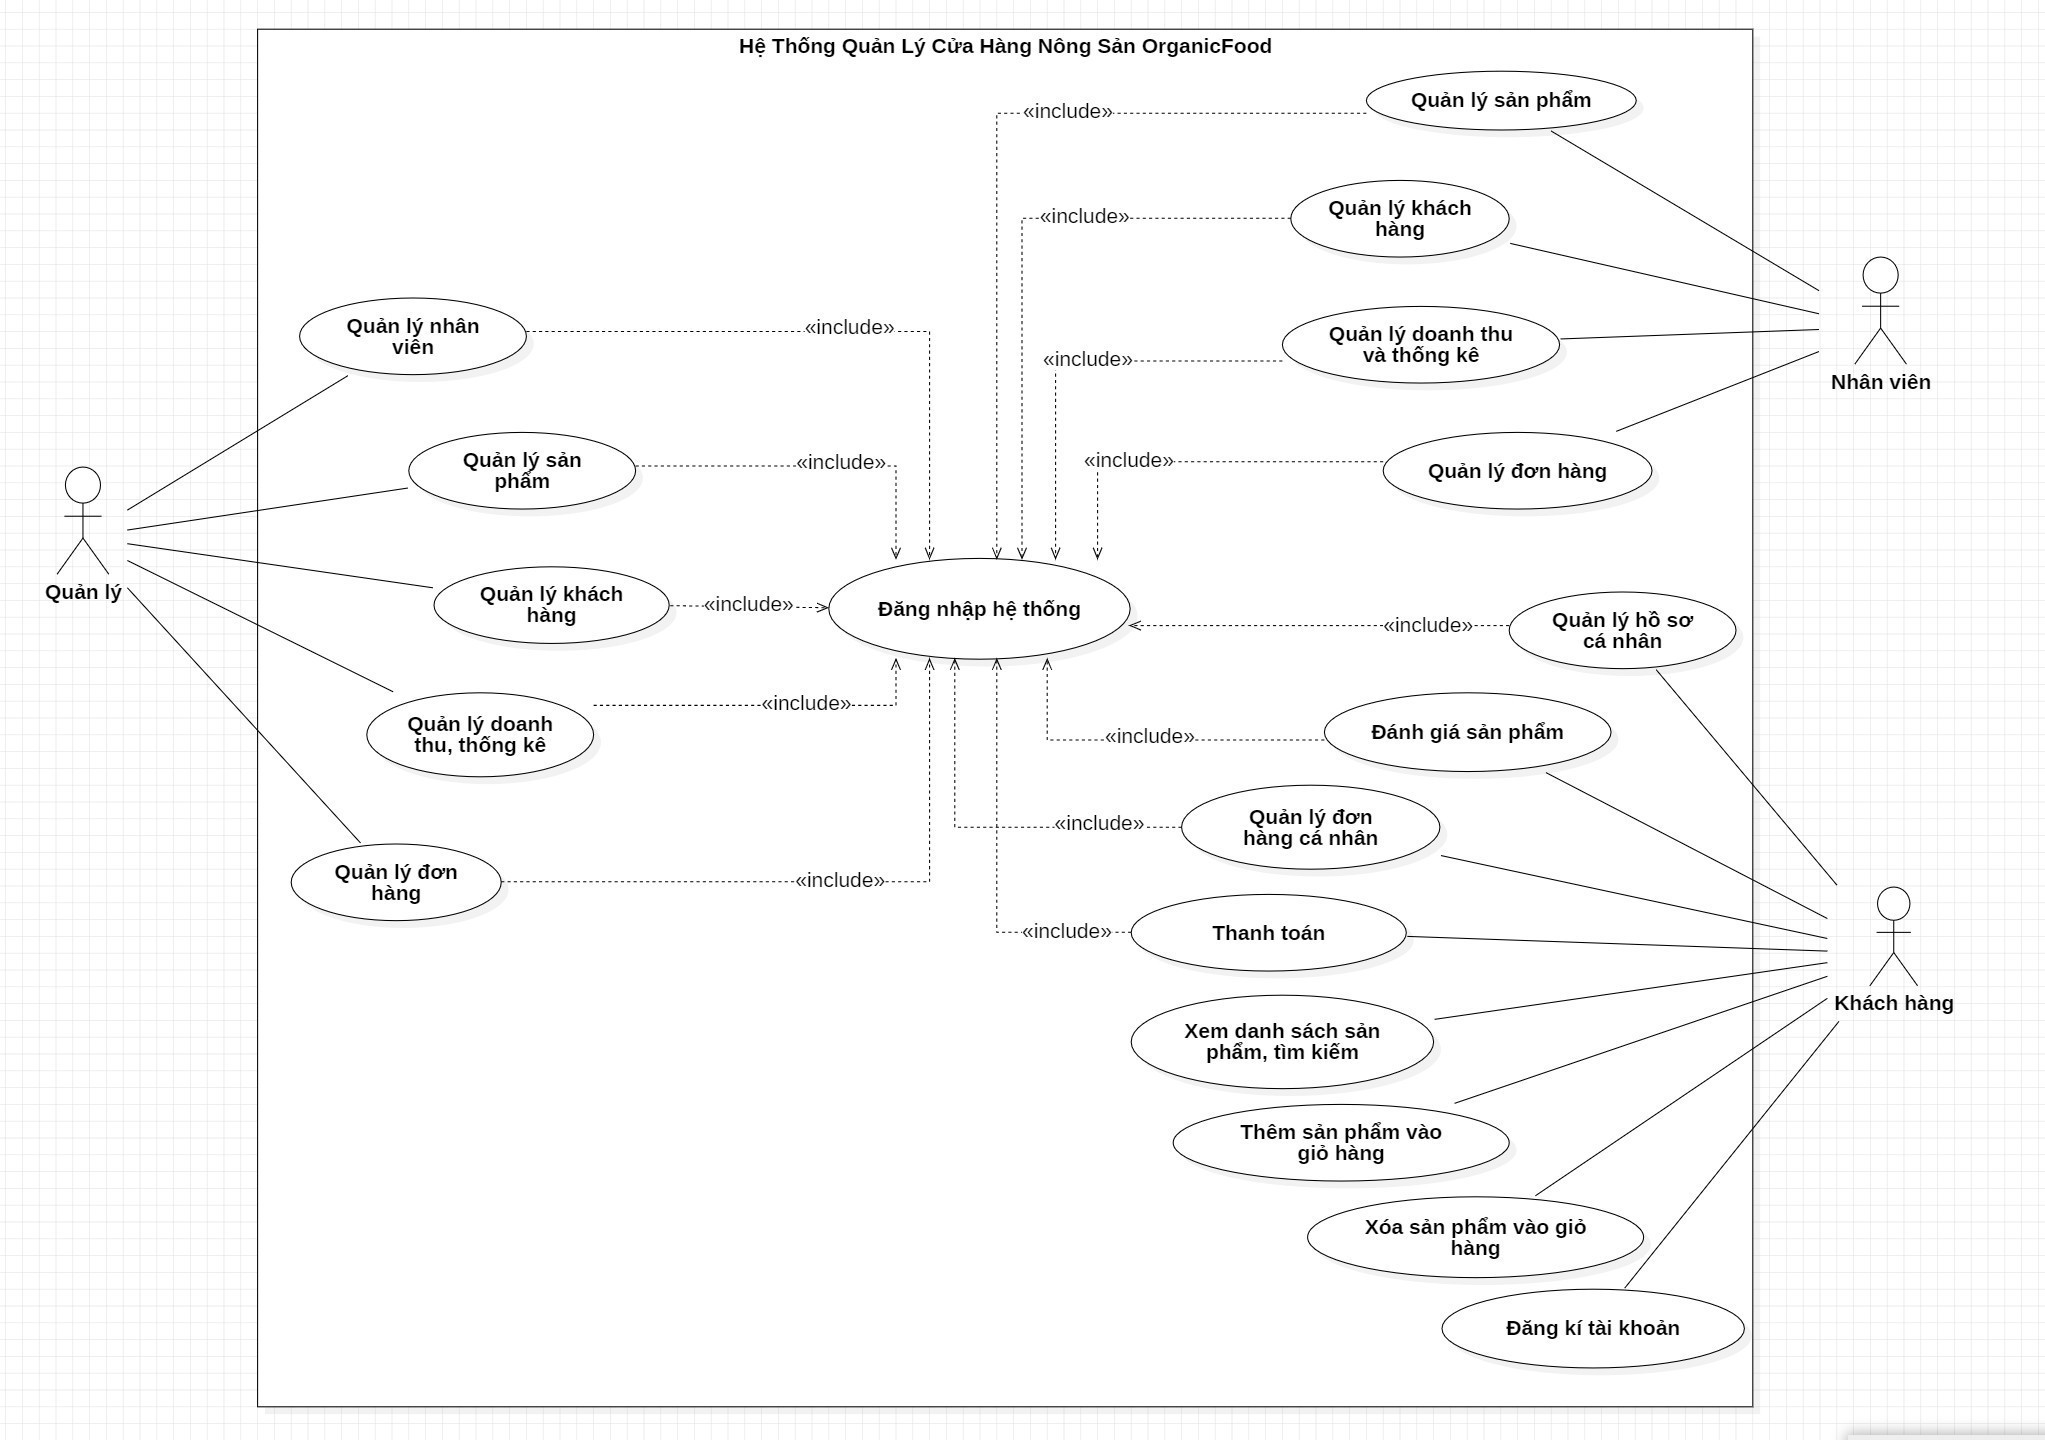 Hệ Thống Quản Lý Cửa Hàng Nông Sản OrganicFood
Quản lý sản phẩm
«include»
Quản lý khách
hàng
«include»
Quản lý nhân
viên
«include»
Quản lý doanh thu
và thống kê
«include»
Nhân viên
Quản lý sản
phẩm
«include»
«include»
Quản lý đơn hàng
Quản lý
Quản lý khách
hàng
«include»
Đăng nhập hệ thống
«include»
Quản lý hồ sơ
cá nhân
Quản lý doanh
thu, thống kê
«include»
«include»
Đánh giá sản phẩm
«include»
Quản lý đơn
hàng cá nhân
Quản lý đơn
hàng
«include»
«include»
Thanh toán
Khách hàng
Xem danh sách sản
phẩm, tìm kiếm
Thêm sản phẩm vào
giỏ hàng
Xóa sản phẩm vào giỏ
hàng
Đăng kí tài khoản